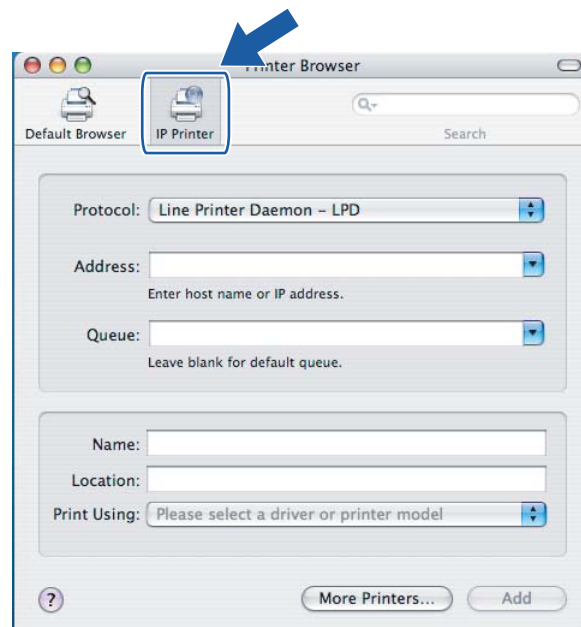 Printer Browser
Default Browser
IP Printer
Search
Protocol: Line Printer Daemon – LPD
Address:
Enter host name or IP address.
Queue:
Leave blank for default queue.
Name:
Location:
Print Using: Please select a driver or printer model
? More Printers... Add